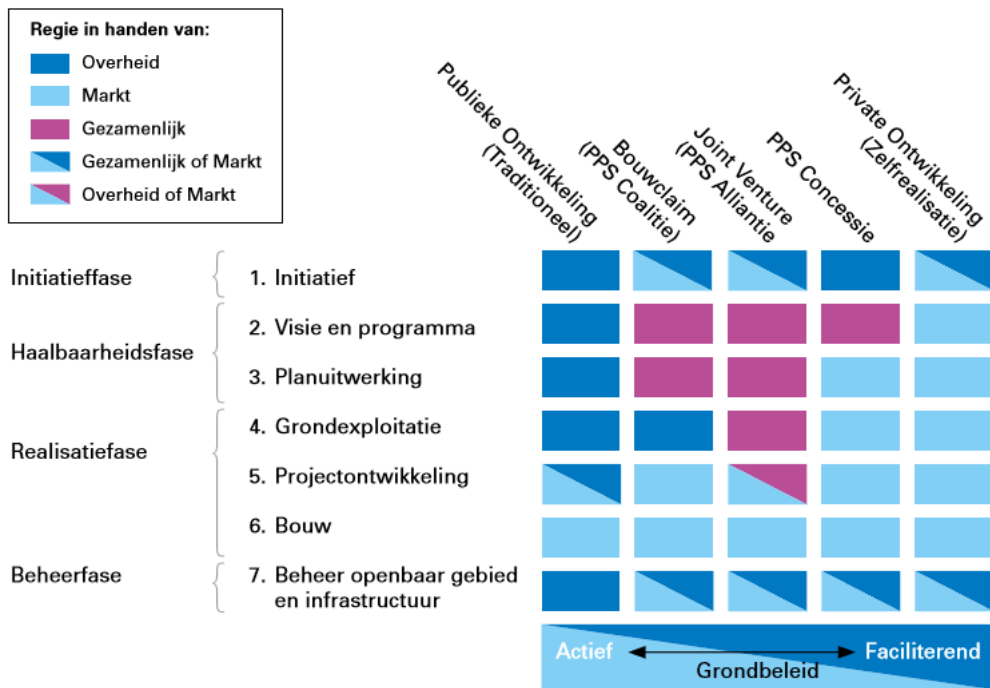 Regie in handen van:
Overheid
Markt
Gezamenlijk
Gezamenlijk of Markt
Overheid of Markt
Publieke Ontwikkeling
(Traditioneel)
Bouwclaim
(PPS Coalitie)
Joint Venture
(PPS Alliantie
PPS Concessie
Private Ontwikkeling
(Zelfrealisatie)
Initiatieffase
1. Initiatief
Haalbaarheidsfase
2. Visie en programma
3. Planuitwerking
Realisatiefase
4. Grondexploitatie
5. Projectontwikkeling
6. Bouw
Beheerfase
7. Beheer openbaar gebied
en infrastructuur
Actief
Faciliterend
Grondbeleid